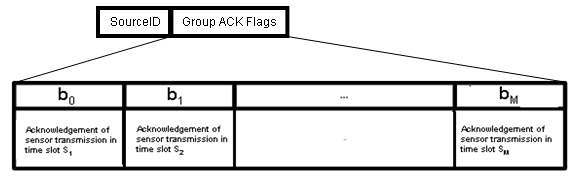 SourceID Group ACK Flags
b0 b1 ... bM
Acknowledgement of
sensor transmission in
time slot S1
Acknowledgement of
sensor transmission in
time slot S2
Acknowledgement of
sensor transmission in
time slot SM